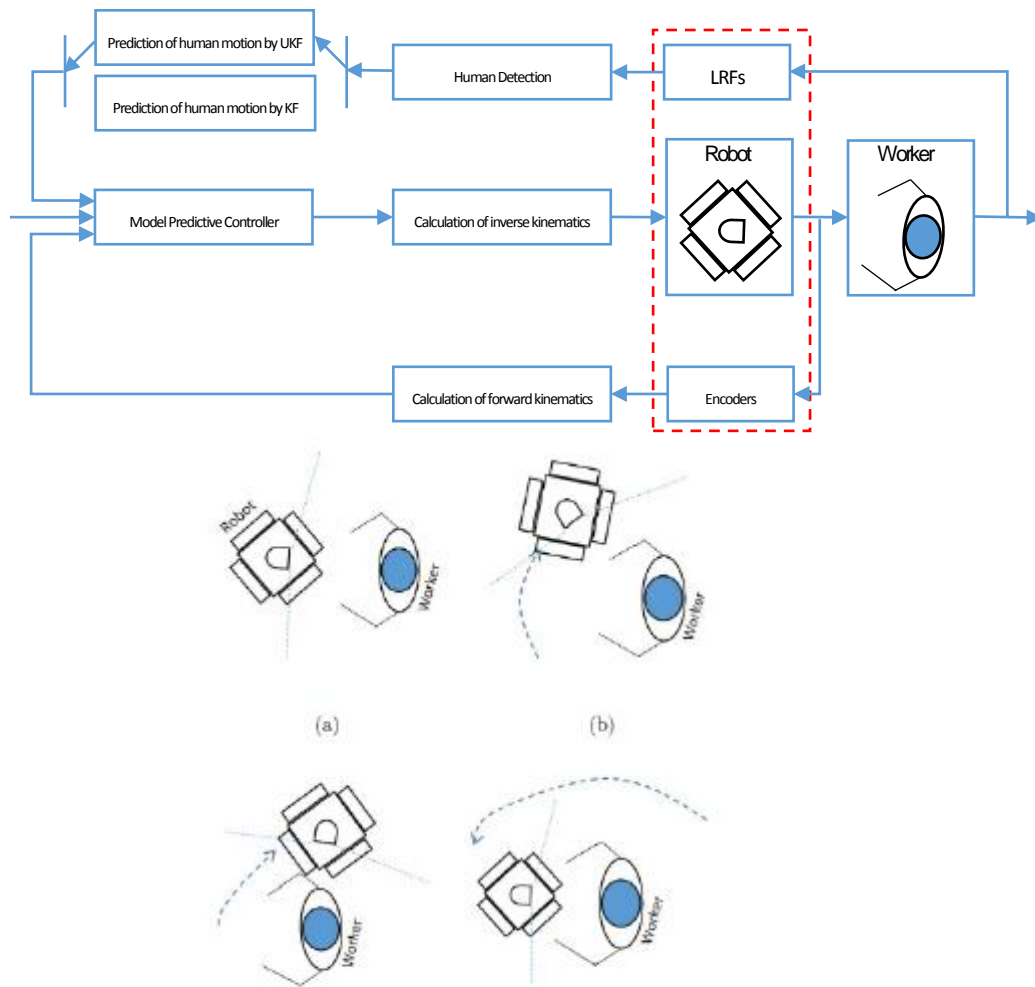 Prediction of human motion by UKF
Prediction of human motion by KF
Human Detection
LRFs
Robot
Worker
Model Predictive Controller
Calculation of inverse kinematics
Calculation of forward kinematics
Encoders
Robot
Worker
Worker
(a)
(b)
Worker
Worker